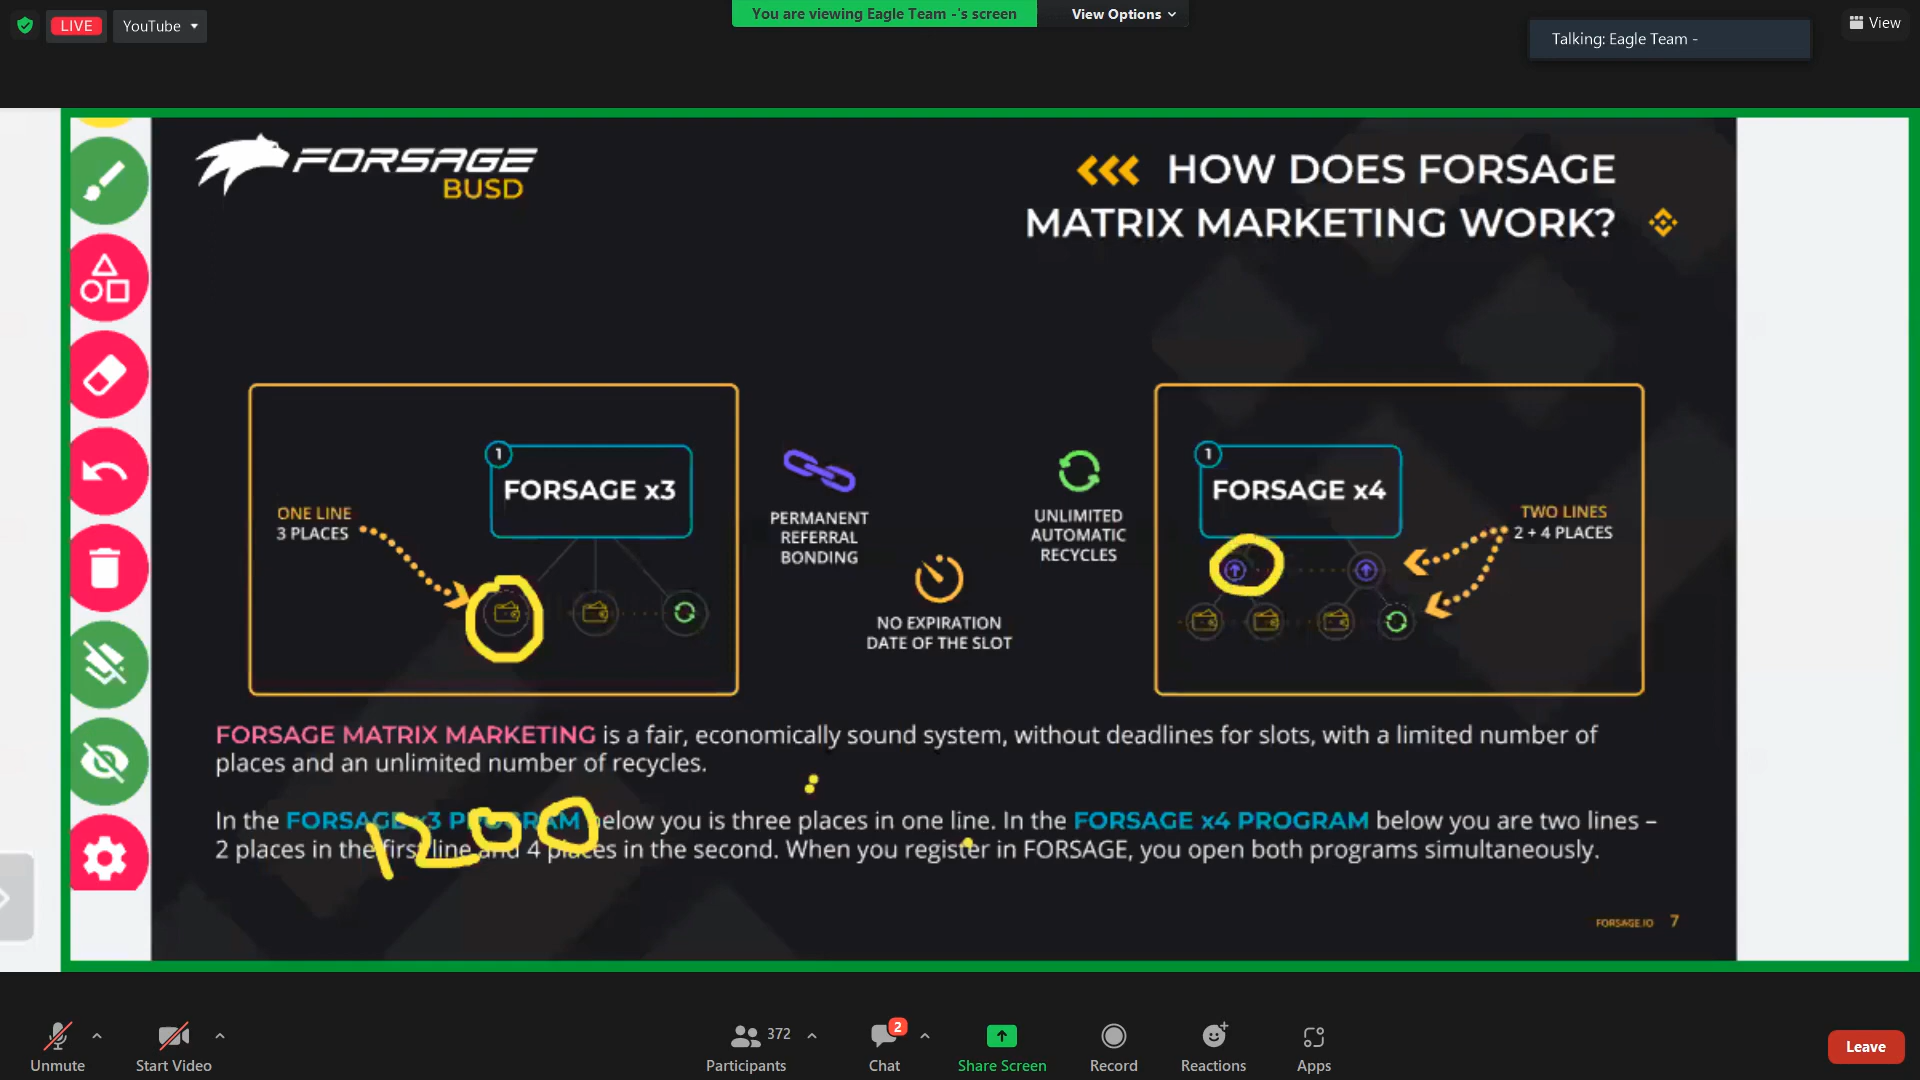 LIVE
YouTube
You are viewing Eagle Team -'s screen
View Options
Talking: Eagle Team -
View
FORSAGE
BUSD
HOW DOES FORSAGE
MATRIX MARKETING WORK?
ONE LINE
3 PLACES
1
FORSAGE x3
PERMANENT
REFERRAL
BONDING
NO EXPIRATION
DATE OF THE SLOT
UNLIMITED
AUTOMATIC
RECYCLES
1
FORSAGE x4
TWO LINES
2 + 4 PLACES
FORSAGE MATRIX MARKETING is a fair, economically sound system, without deadlines for slots, with a limited number of
places and an unlimited number of recycles.
In the FORSAGE x3 PROGRAM below you is three places in one line. In the FORSAGE x4 PROGRAM below you are two lines –
2 places in the first line and 4 places in the second. When you register in FORSAGE, you open both programs simultaneously.
1200
FORSAGE.IO 7
Unmute
Start Video
372
Participants
2
Chat
Share Screen
Record
Reactions
Apps
Leave